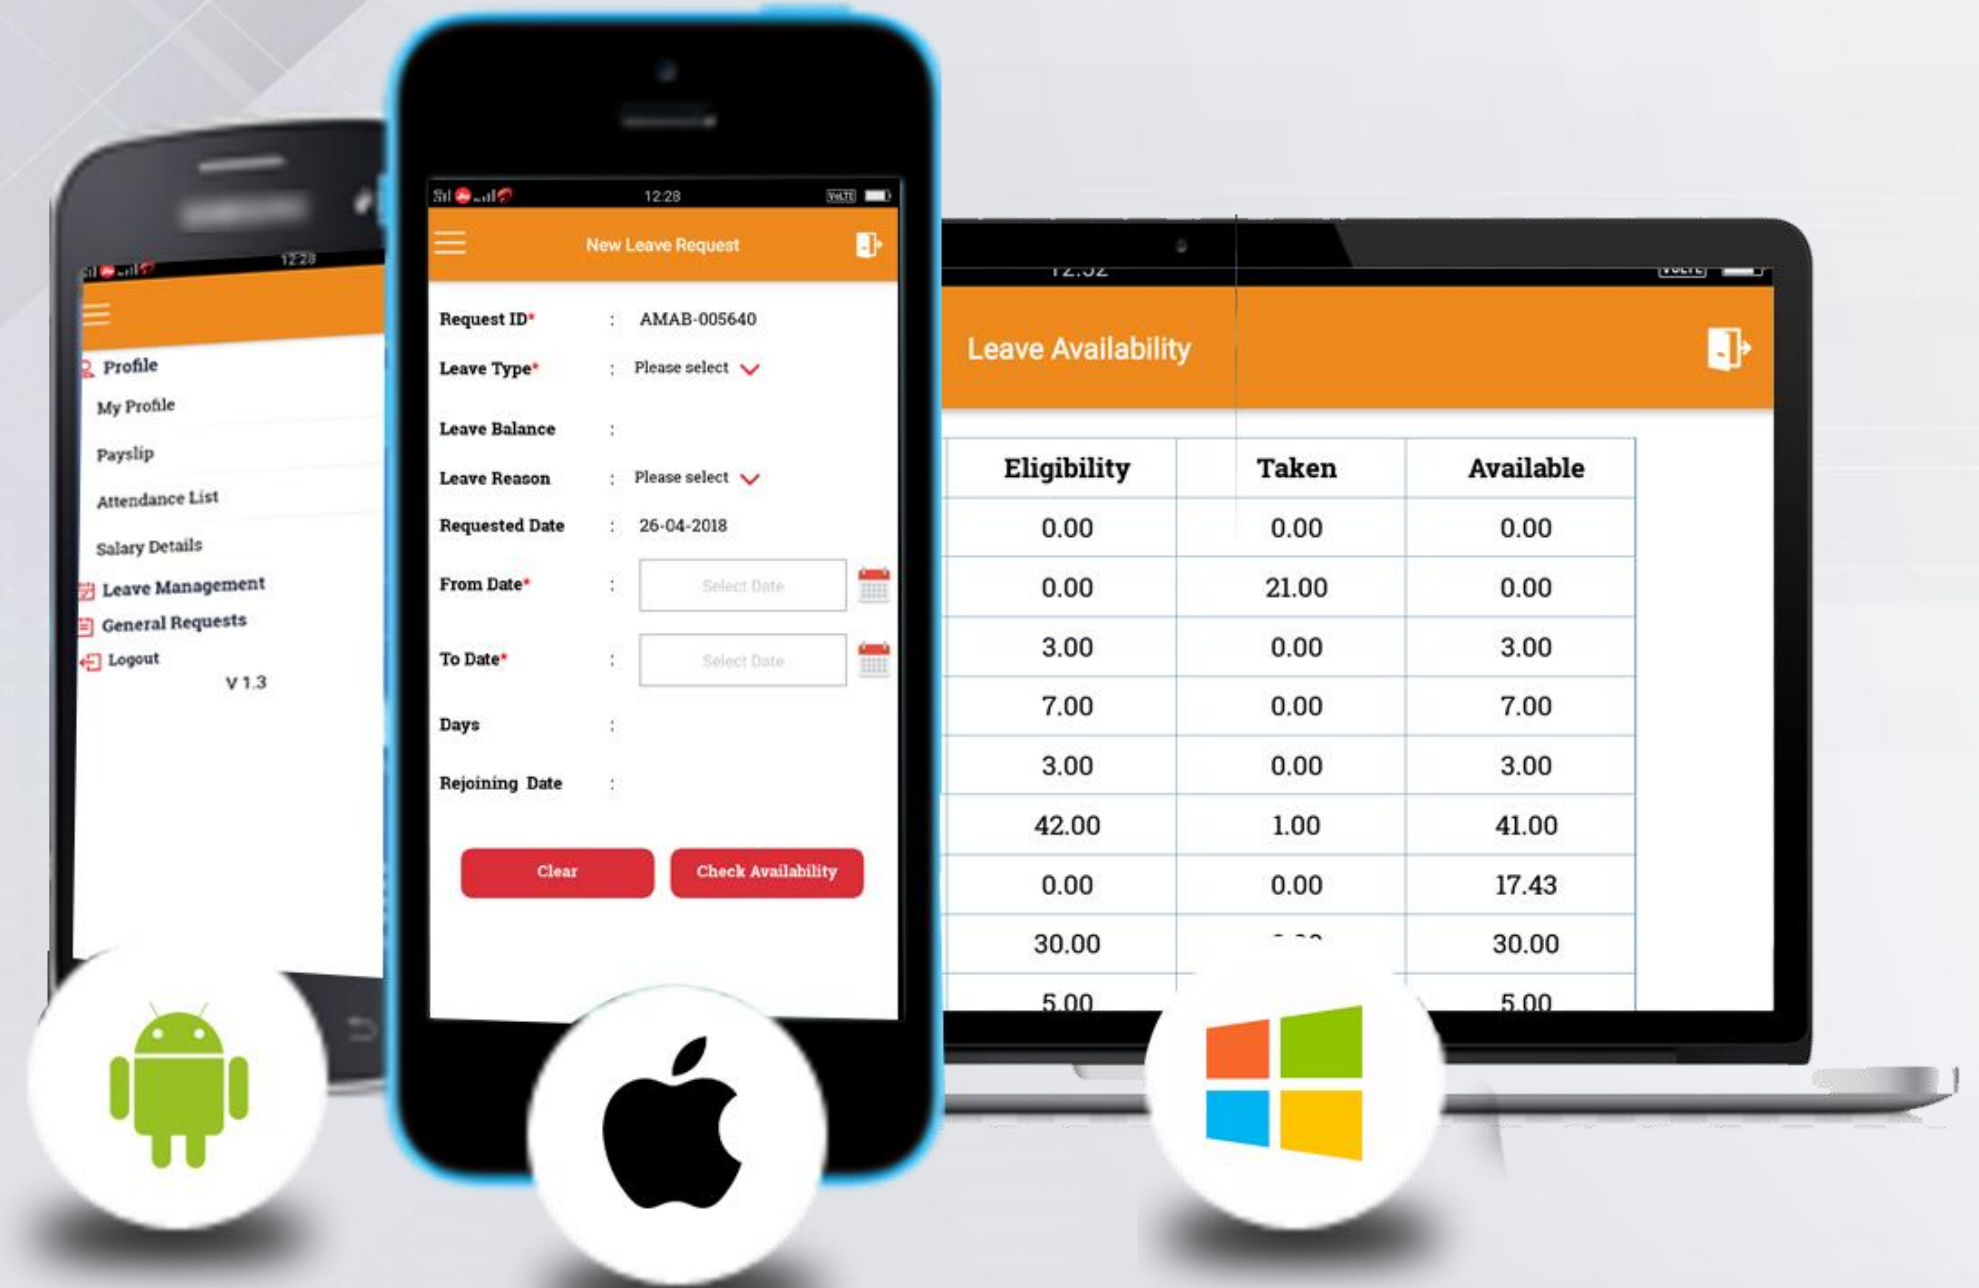 12:28
Profile
My Profile
Payslip
Attendance List
Salary Details
Leave Management
General Requests
Logout
V 1.3
12:28 VoLTE
New Leave Request
Request ID* : AMAB-005640
Leave Type* : Please select
Leave Balance :
Leave Reason : Please select
Requested Date : 26-04-2018
From Date* : Select Date
To Date* : Select Date
Days :
Rejoining Date :
Clear Check Availability
Leave Availability
Eligibility Taken Available
0.00 0.00 0.00
0.00 21.00 0.00
3.00 0.00 3.00
7.00 0.00 7.00
3.00 0.00 3.00
42.00 1.00 41.00
0.00 0.00 17.43
30.00 30.00
5.00 5.00